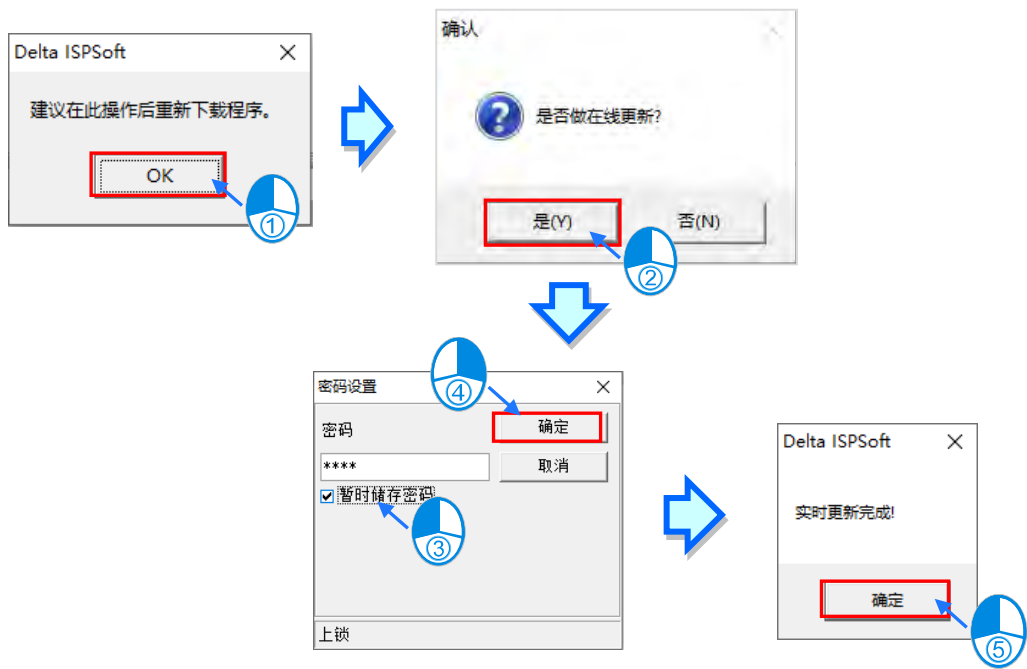 Delta ISPSoft
建议在此操作后重新下载程序。
OK
①
确认
是否做在线更新?
是(Y)
否(N)
②
密码设置
④
密码
确定
****
取消
暂时储存密码
③
上锁
Delta ISPSoft
实时更新完成!
确定
⑤